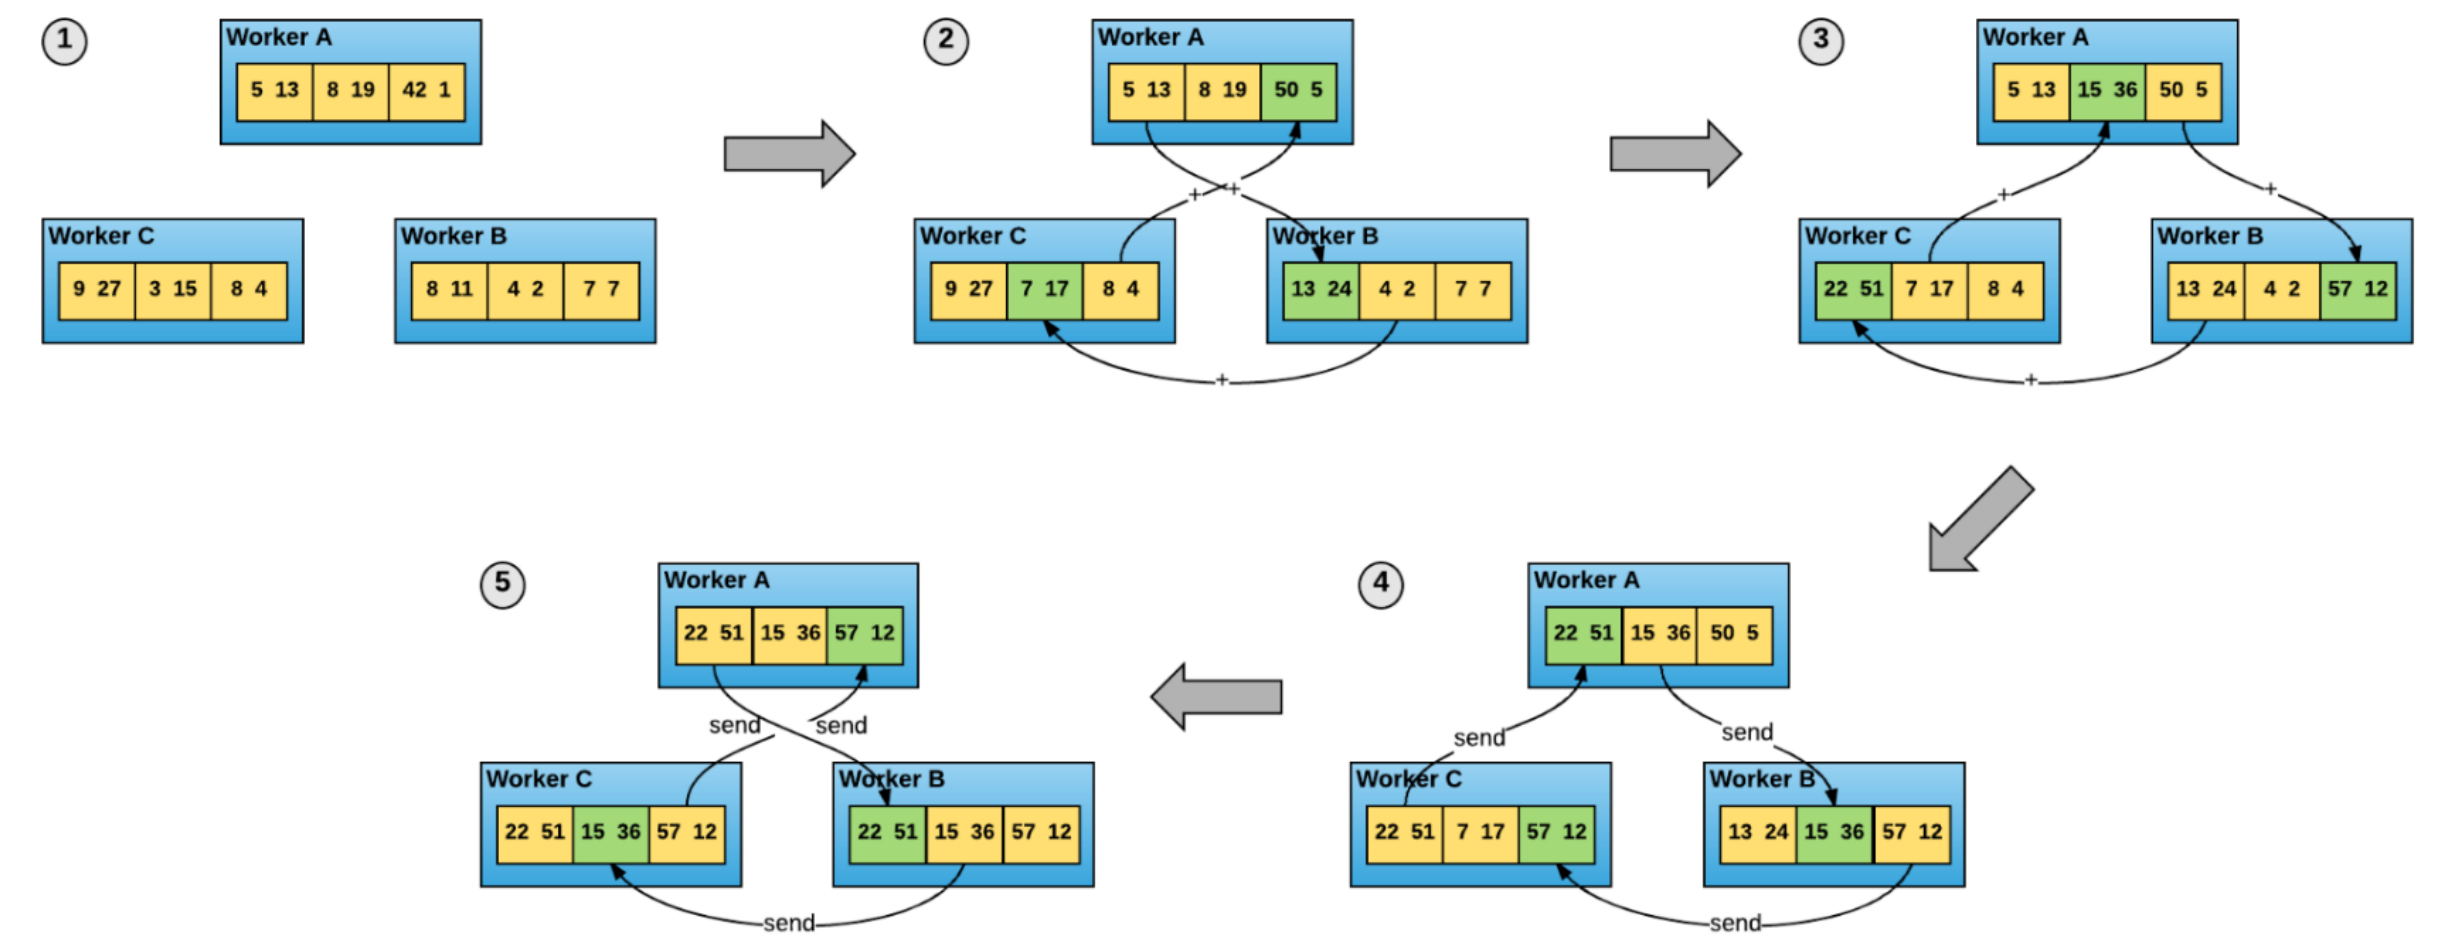 1
Worker A
5 13 8 19 42 1
Worker C
9 27 3 15 8 4
Worker B
8 11 4 2 7 7
2
Worker A
5 13 8 19 50 5
+ +
Worker C
9 27 7 17 8 4
Worker B
13 24 4 2 7 7
+
3
Worker A
5 13 15 36 50 5
+ +
Worker C
22 51 7 17 8 4
Worker B
13 24 4 2 57 12
+
5
Worker A
22 51 15 36 57 12
send send
Worker C
22 51 15 36 57 12
Worker B
22 51 15 36 57 12
send
4
Worker A
22 51 15 36 50 5
send send
Worker C
22 51 7 17 57 12
Worker B
13 24 15 36 57 12
send